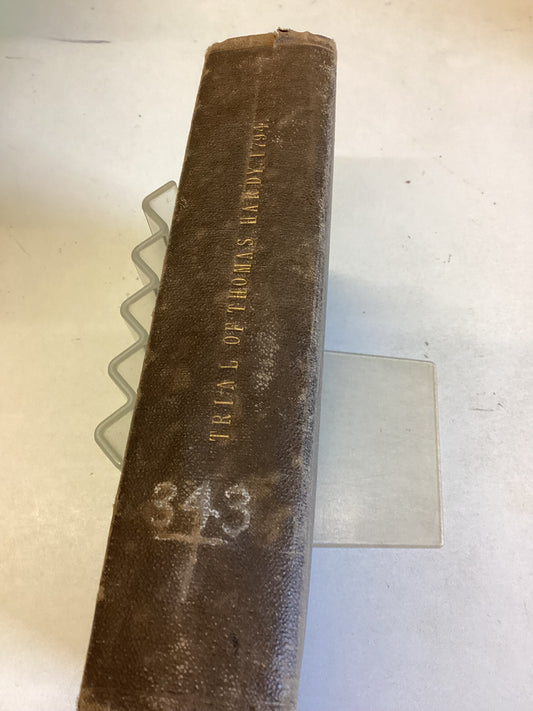 TRIAL OF THOMAS HARDY, 1794.
343